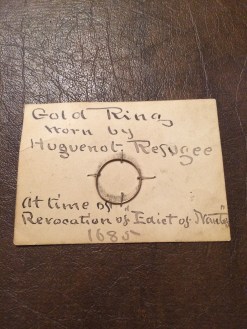 Gold Ring
worn by
Huguenot Refugee
At time of
Revocation of "Edict of Nantes"
1685